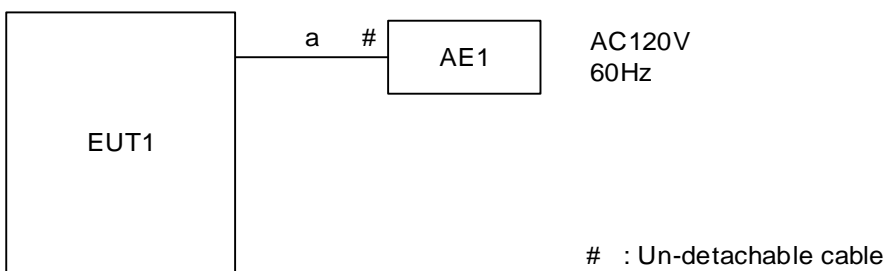 a #
AE1
AC120V
60Hz
EUT1
# : Un-detachable cable